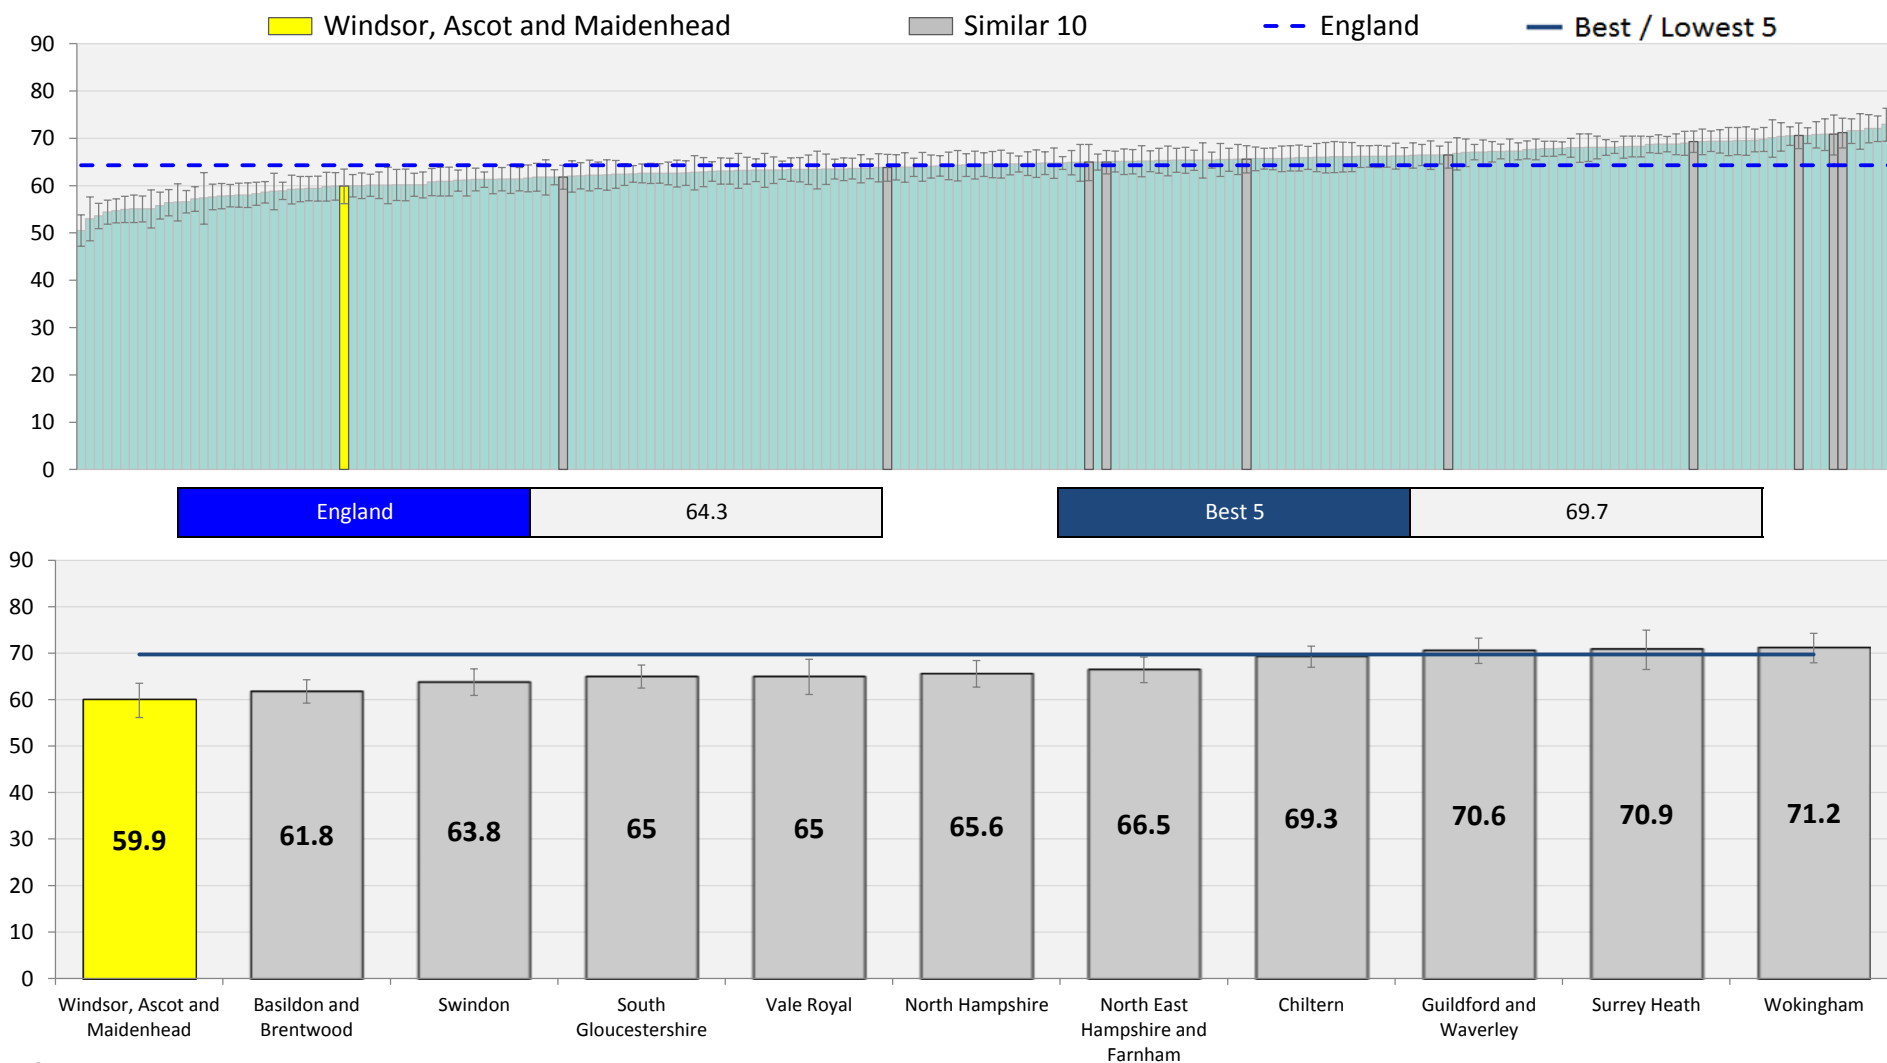 Windsor, Ascot and Maidenhead Similar 10 England Best / Lowest 5
90
80
70
60
50
40
30
20
10
0
England 64.3 Best 5 69.7
90
80
70
60
50
40
30
20
10
0
59.9 61.8 63.8 65 65 65.6 66.5 69.3 70.6 70.9 71.2
Windsor, Ascot and
Maidenhead
Basildon and
Brentwood
Swindon
South
Gloucestershire
Vale Royal
North Hampshire
North East
Hampshire and
Farnham
Chiltern
Guildford and
Waverley
Surrey Heath
Wokingham